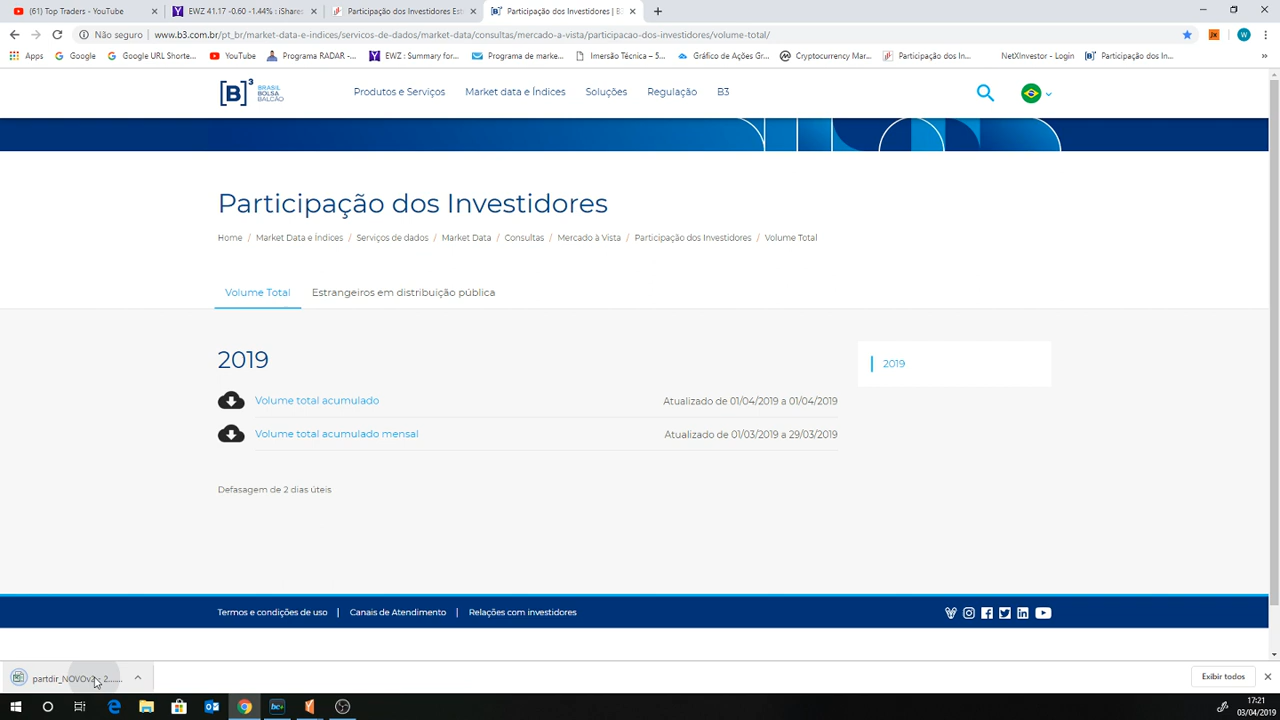 (61) Top Traders - YouTube
EWZ 41.17 -0.60 -1.44% : iShares
Participação dos Investidores Est
Participação dos Investidores | B3
Não seguro
www.b3.com.br/pt_br/market-data-e-indices/servicos-de-dados/market-data/consultas/mercado-a-vista/participacao-dos-investidores/volume-total/
W
Apps
Google
Google URL Shorte...
YouTube
Programa RADAR -...
EWZ : Summary for...
Programa de marke...
Imersão Técnica – 5...
Gráfico de Ações Gr...
Cryptocurrency Mar...
Participação dos In...
NetXInvestor - Login
Participação dos In...
[B]3 BRASIL BOLSA BALCÃO
Produtos e Serviços
Market data e Índices
Soluções
Regulação
B3
Participação dos Investidores
Home / Market Data e Índices / Serviços de dados / Market Data / Consultas / Mercado à Vista / Participação dos Investidores / Volume Total
Volume Total
Estrangeiros em distribuição pública
2019
2019
Volume total acumulado
Atualizado de 01/04/2019 a 01/04/2019
Volume total acumulado mensal
Atualizado de 01/03/2019 a 29/03/2019
Defasagem de 2 dias úteis
Termos e condições de uso | Canais de Atendimento | Relações com investidores
Exibir todos
17:21
03/04/2019